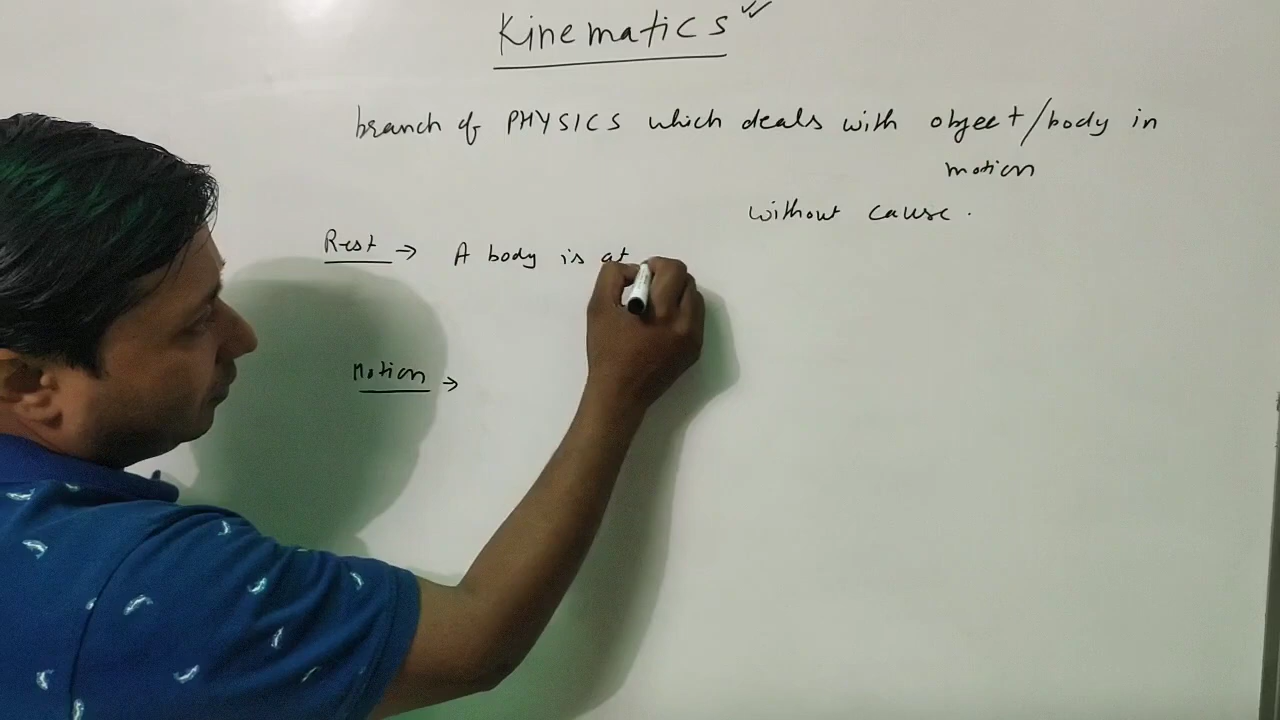 Kinematics
branch of PHYSICS which deals with object/body in
motion
without cause.
Rest → A body is at
Motion →